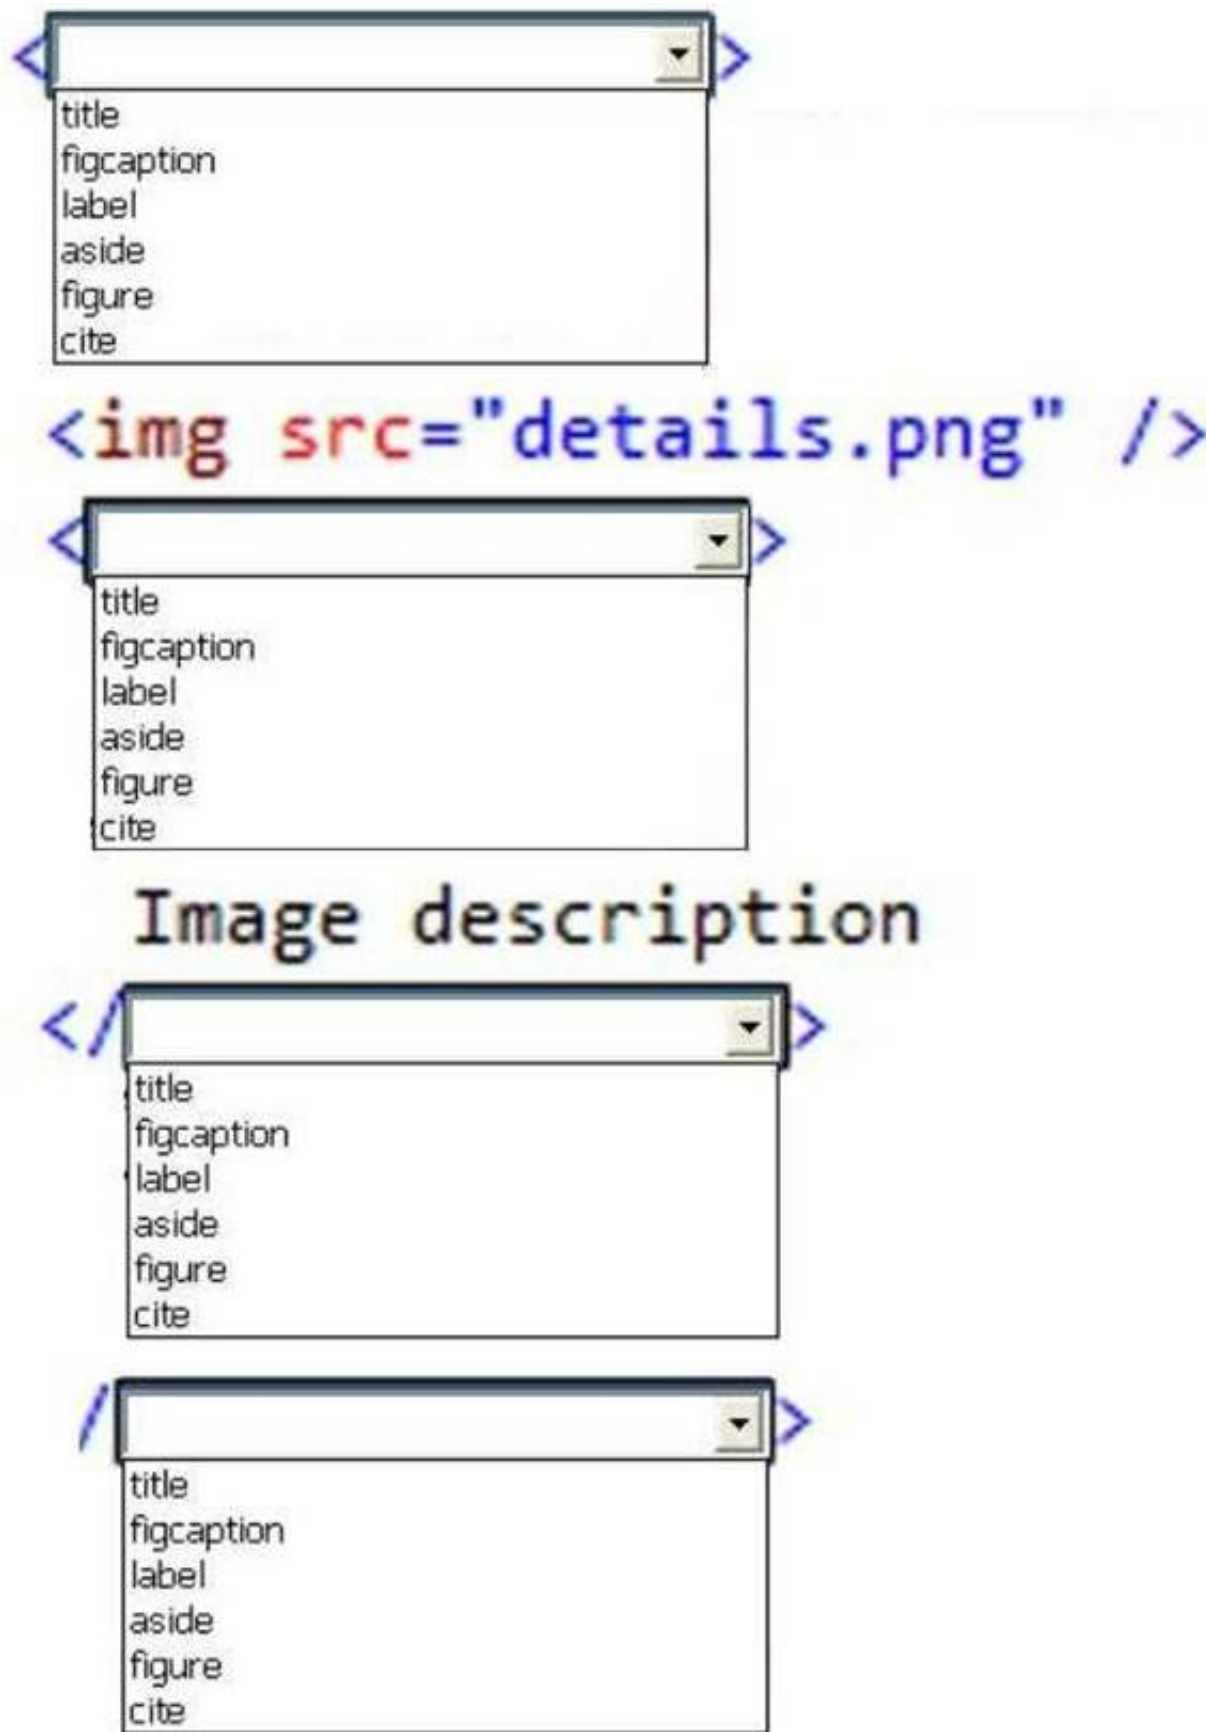 < >
title
figcaption
label
aside
figure
cite
<img src="details.png" />
< >
title
figcaption
label
aside
figure
cite
Image description
</ >
title
figcaption
label
aside
figure
cite
/ >
title
figcaption
label
aside
figure
cite